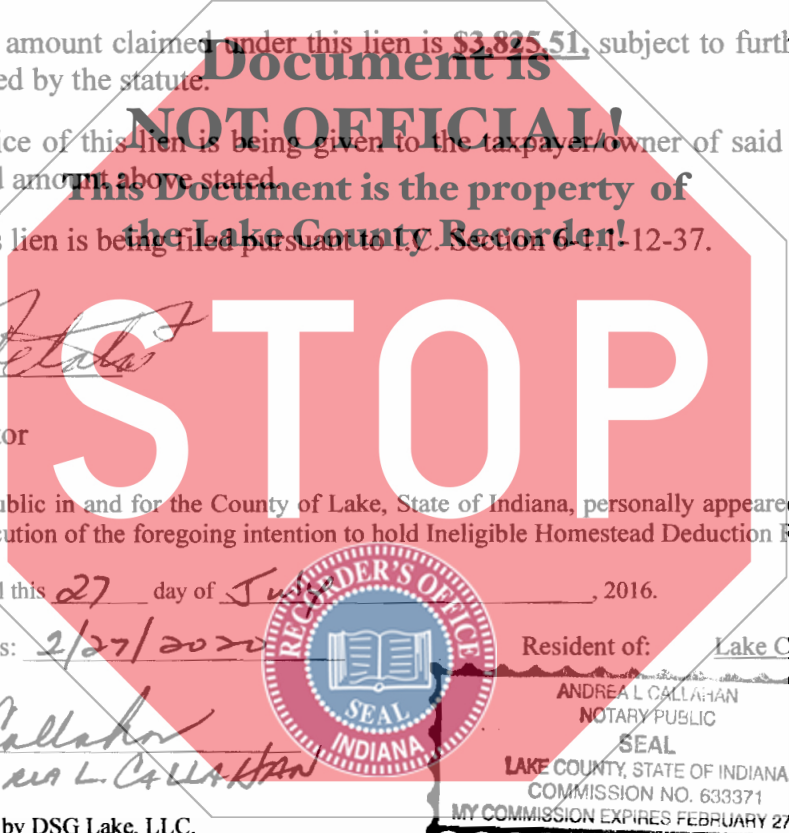 amount claimed under this lien is $3,825.51, subject to furth
ed by the statute.
Document is
NOT OFFICIAL!
ice of this lien is being given to the taxpayer/owner of said
d amount above stated.
This Document is the property of
the Lake County Recorder!
s lien is being filed pursuant to I.C. Section 6-1.1-12-37.
STOP
tor
ublic in and for the County of Lake, State of Indiana, personally appeared
cution of the foregoing intention to hold Ineligible Homestead Deduction R
l this 27 day of July, 2016.
s: 2/27/2020
Resident of: Lake C
RECORDER'S OFFICE
SEAL
INDIANA
ANDREA L CALLAHAN
NOTARY PUBLIC
SEAL
LAKE COUNTY, STATE OF INDIANA
COMMISSION NO. 633371
MY COMMISSION EXPIRES FEBRUARY 27
Callahan
L. CALLAHAN
by DSG Lake, LLC.